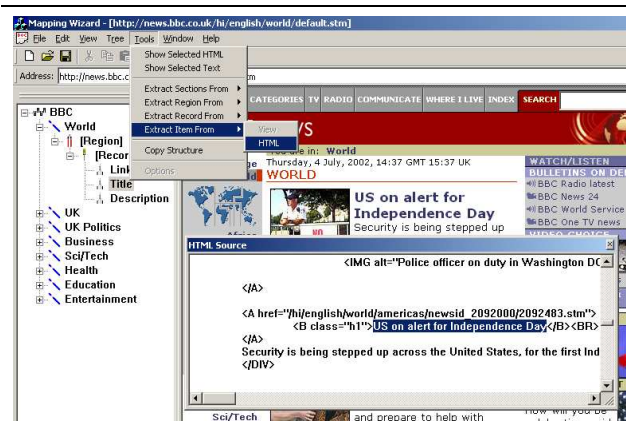 Mapping Wizard - [http://news.bbc.co.uk/hi/english/world/default.stm]
File Edit View Tree Tools Window Help
Show Selected HTML
Show Selected Text
Extract Sections From
Extract Region From
Extract Record From
Extract Item From
View
HTML
Copy Structure
Options
Address: http://news.bbc.c
tm
CATEGORIES TV RADIO COMMUNICATE WHERE I LIVE INDEX SEARCH
BBC
World
[Region]
[Recor
Link
Title
Description
UK
UK Politics
Business
Sci/Tech
Health
Education
Entertainment
in: World
Thursday, 4 July, 2002, 14:37 GMT 15:37 UK
WORLD
US on alert for
Independence Day
Security is being stepped up
WATCH/LISTEN
BULLETINS ON DE
BBC Radio latest
BBC News 24
BBC World Service
BBC One TV news
HTML Source
<IMG alt="Police officer on duty in Washington DC
</A>
<A href="/hi/english/world/americas/newsid_2092000/2092483.stm">
<B class="h1">US on alert for Independence Day</B><BR>
</A>
Security is being stepped up across the United States, for the first Ind
</DIV>
Sci/Tech
and prepare to help with